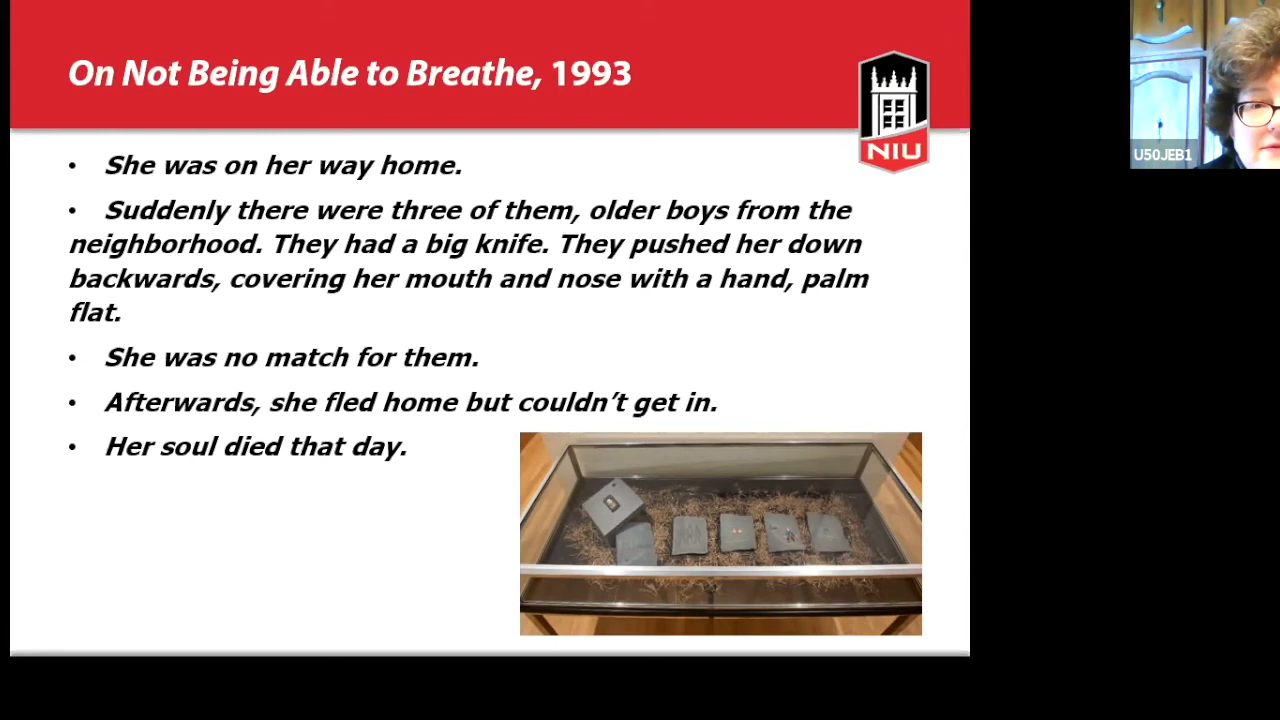 On Not Being Able to Breathe, 1993
NIU
U50JEB1
• She was on her way home.
• Suddenly there were three of them, older boys from the
neighborhood. They had a big knife. They pushed her down
backwards, covering her mouth and nose with a hand, palm
flat.
• She was no match for them.
• Afterwards, she fled home but couldn’t get in.
• Her soul died that day.